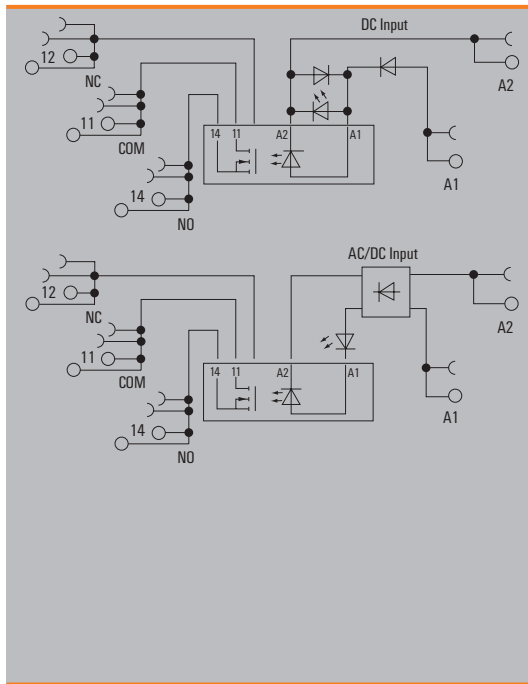 DC Input
12
NC
A2
11
COM
14 11 A2 A1
A1
14
NO
AC/DC Input
12
NC
A2
11
COM
14 11 A2 A1
A1
14
NO